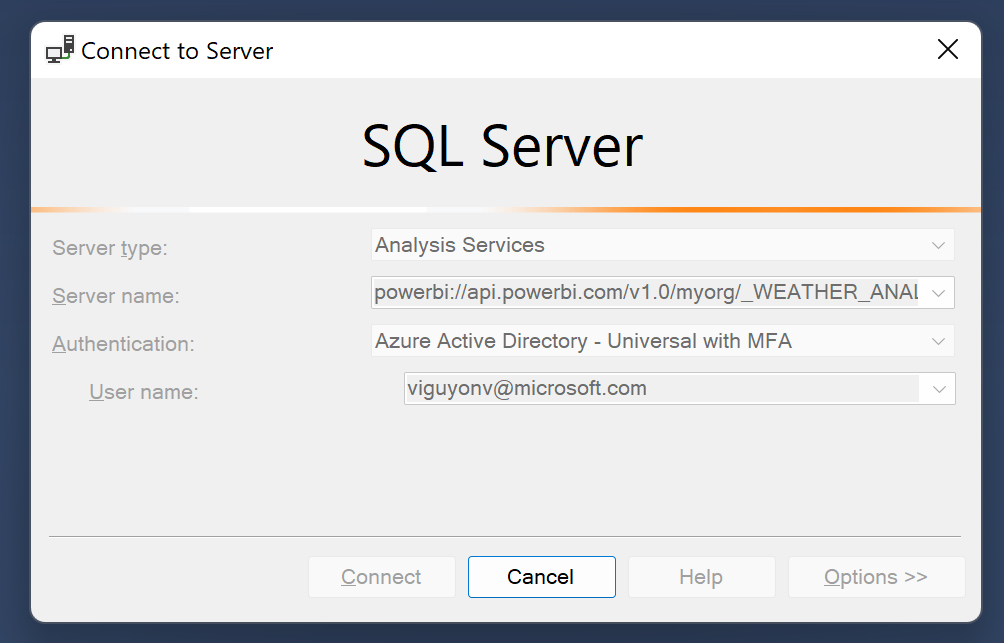 Connect to Server
SQL Server
Server type: Analysis Services
Server name: powerbi://api.powerbi.com/v1.0/myorg/_WEATHER_ANAL
Authentication: Azure Active Directory - Universal with MFA
User name: viguyonv@microsoft.com
Connect Cancel Help Options >>